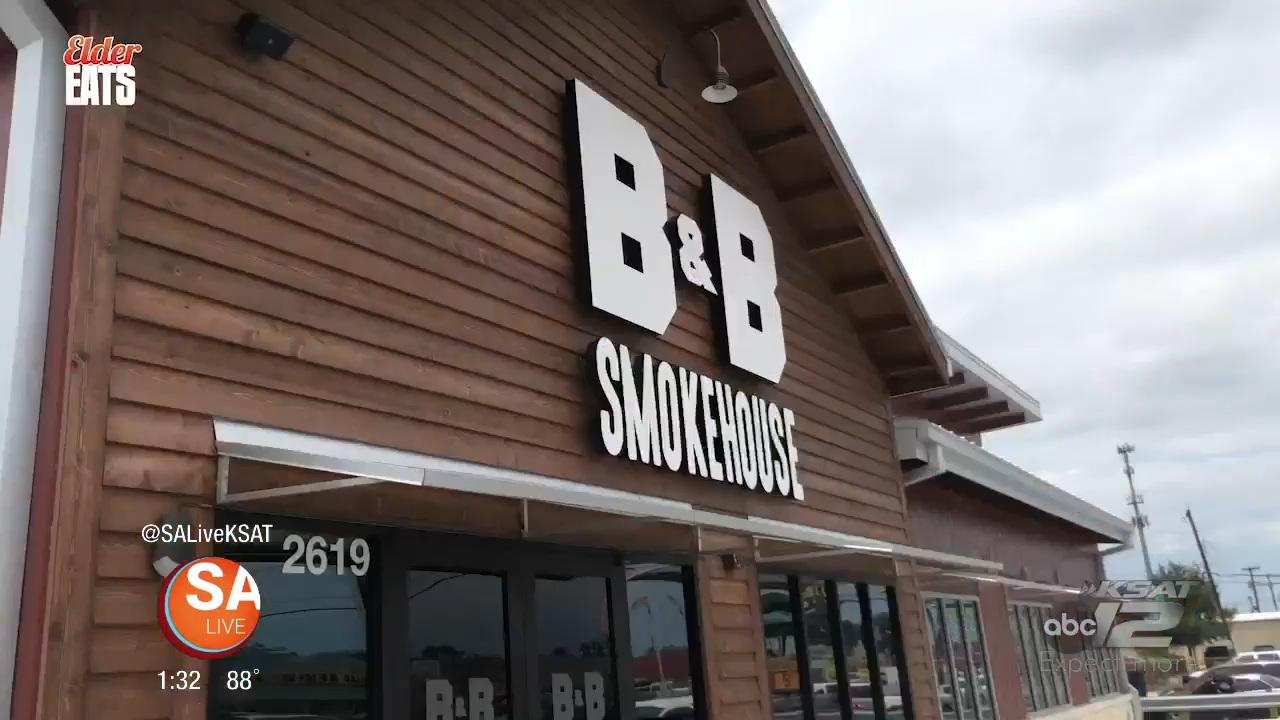 Elder
EATS
B&B
SMOKEHOUSE
@SALiveKSAT
2619
SA
LIVE
KSAT
abc 12
Expect more
B&B
B&B
1:32 88°